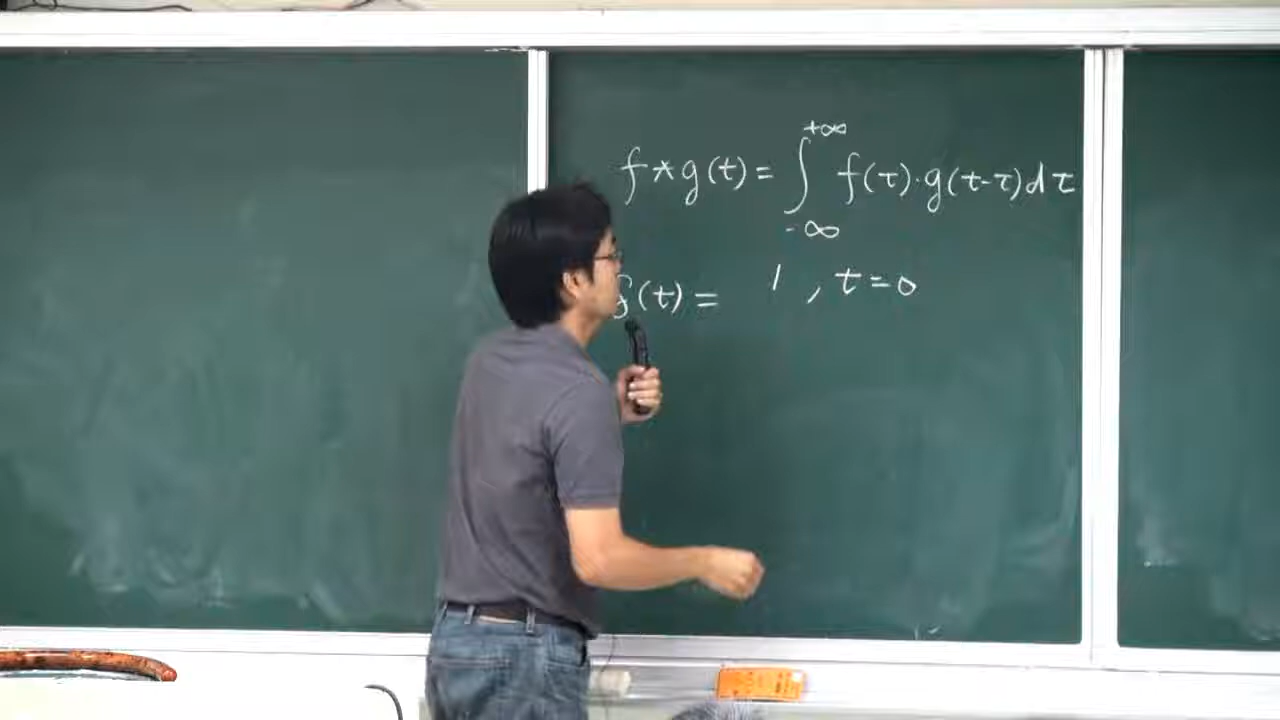 f * g(t) = ∫_{-∞}^{+∞} f(τ)·g(t-τ)dτ
(t) = 1 , t = 0